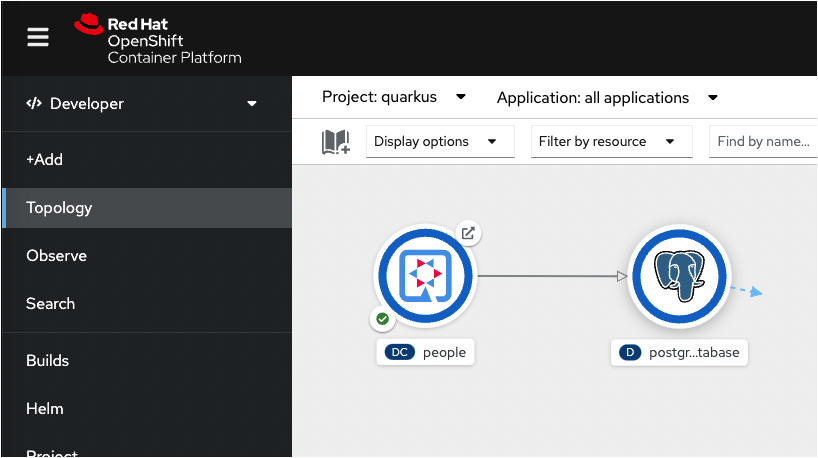 Red Hat
OpenShift
Container Platform
Developer
Project: quarkus
Application: all applications
Display options
Filter by resource
Find by name...
+Add
Topology
Observe
Search
Builds
Helm
Project
DC people
D postgr...tabase